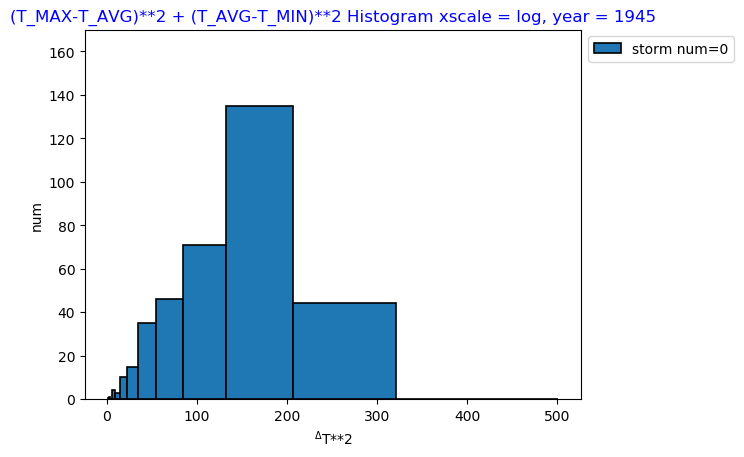 (T_MAX-T_AVG)**2 + (T_AVG-T_MIN)**2 Histogram xscale = log, year = 1945
storm num=0
160
140
120
100
80
60
40
20
0
num
0 100 200 300 400 500
ΔT**2